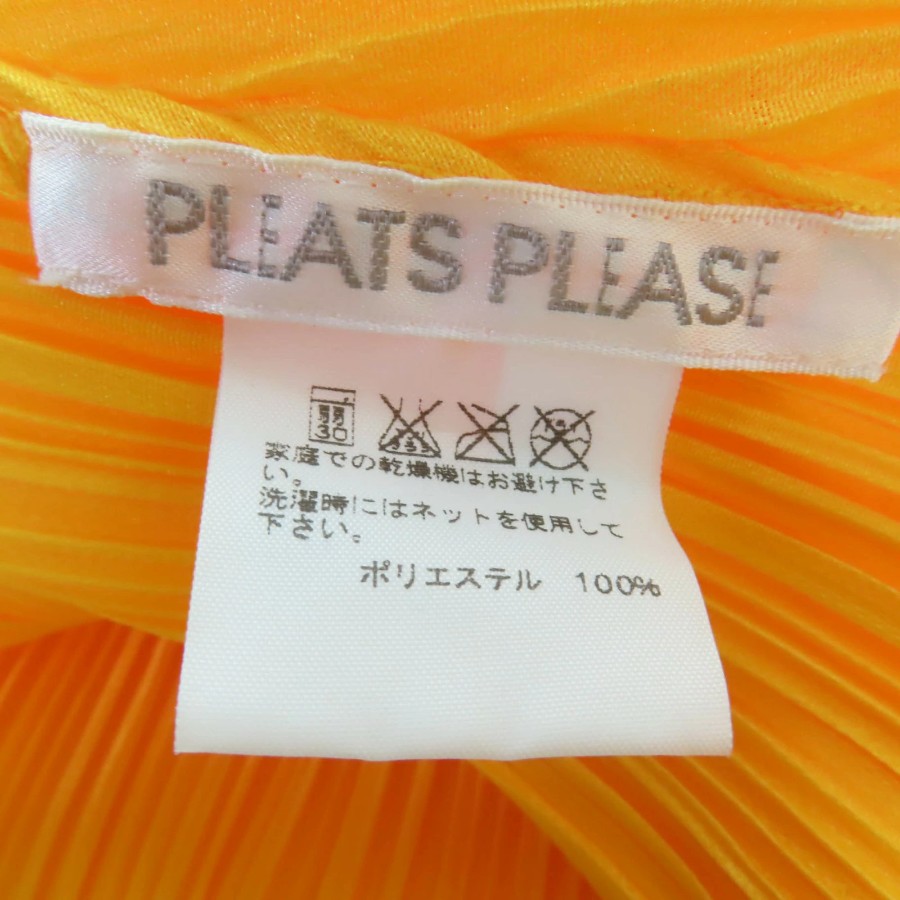 PLEATS PLEASE
弱
30
家庭での乾燥機はお避け下さ
い。
洗濯時にはネットを使用して
下さい。
ポリエステル 100%